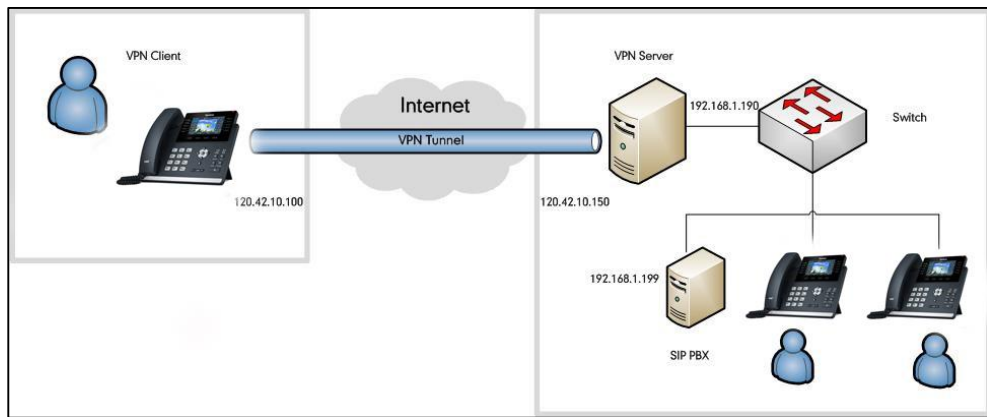 VPN Client
VPN Server
Internet
192.168.1.190
Switch
VPN Tunnel
120.42.10.100
120.42.10.150
192.168.1.199
SIP PBX